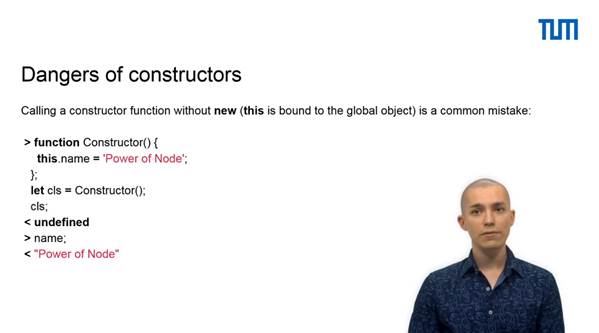 TUM
Dangers of constructors
Calling a constructor function without new (this is bound to the global object) is a common mistake:
> function Constructor() {
this.name = 'Power of Node';
};
let cls = Constructor();
cls;
< undefined
> name;
< "Power of Node"